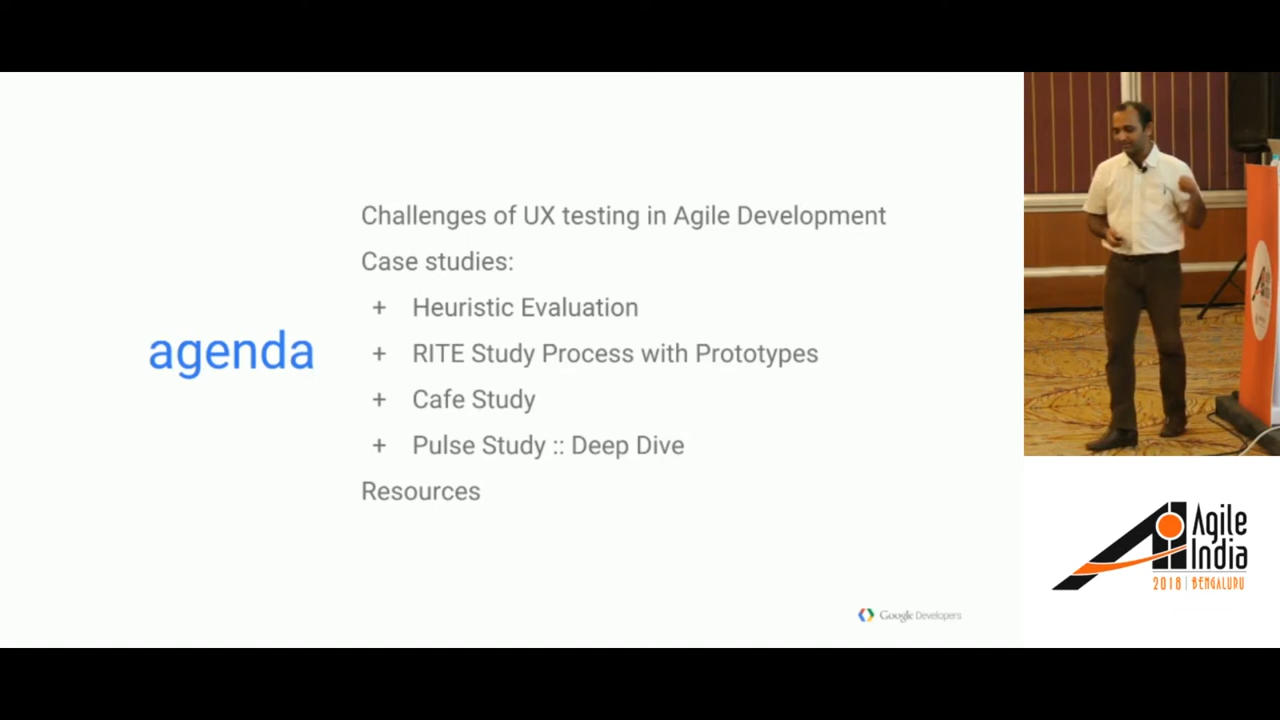 agenda
Challenges of UX testing in Agile Development
Case studies:
+ Heuristic Evaluation
+ RITE Study Process with Prototypes
+ Cafe Study
+ Pulse Study :: Deep Dive
Resources
Google Developers
Agile
India
2018 | BENGALURU